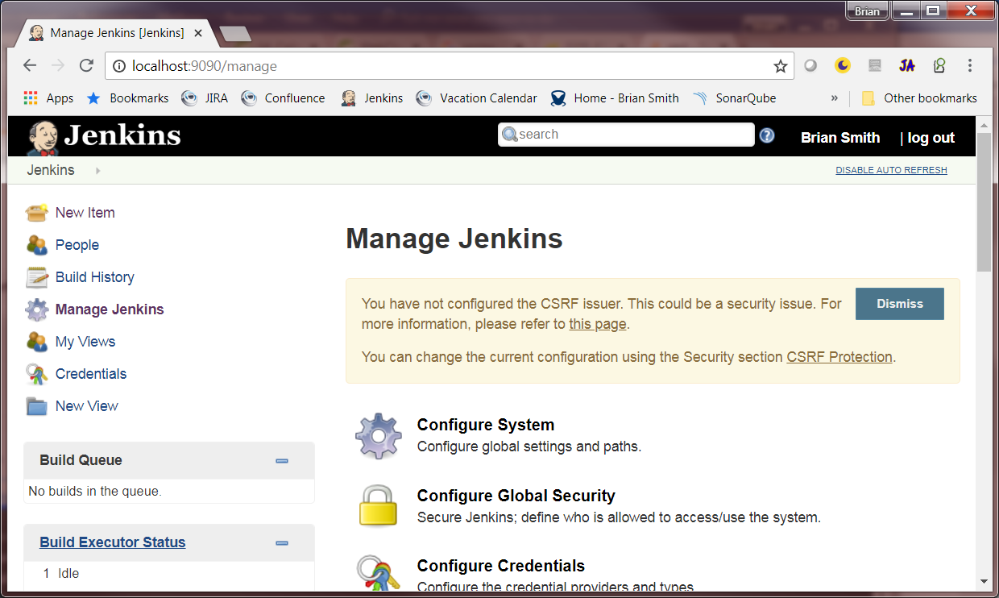 Brian
Manage Jenkins [Jenkins]
localhost:9090/manage
JA
Apps Bookmarks JIRA Confluence Jenkins Vacation Calendar Home - Brian Smith SonarQube » Other bookmarks
Jenkins search ? Brian Smith | log out
Jenkins DISABLE AUTO REFRESH
New Item
People
Build History
Manage Jenkins
My Views
Credentials
New View
Build Queue
No builds in the queue.
Build Executor Status
1 Idle
Manage Jenkins
You have not configured the CSRF issuer. This could be a security issue. For
more information, please refer to this page.
Dismiss
You can change the current configuration using the Security section CSRF Protection.
Configure System
Configure global settings and paths.
Configure Global Security
Secure Jenkins; define who is allowed to access/use the system.
Configure Credentials
Configure the credential providers and types